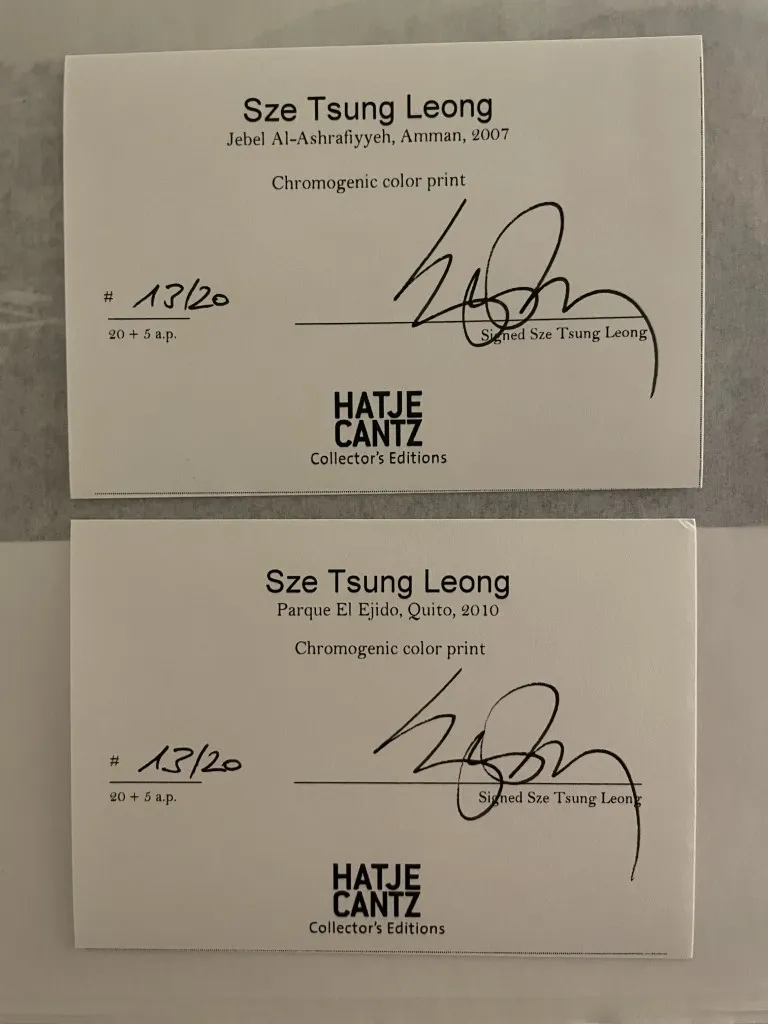 Sze Tsung Leong
Jebel Al-Ashrafiyyeh, Amman, 2007
Chromogenic color print
# 13/20
20 + 5 a.p.
Signed Sze Tsung Leong
HATJE
CANTZ
Collector's Editions
Sze Tsung Leong
Parque El Ejido, Quito, 2010
Chromogenic color print
# 13/20
20 + 5 a.p.
Signed Sze Tsung Leong
HATJE
CANTZ
Collector's Editions